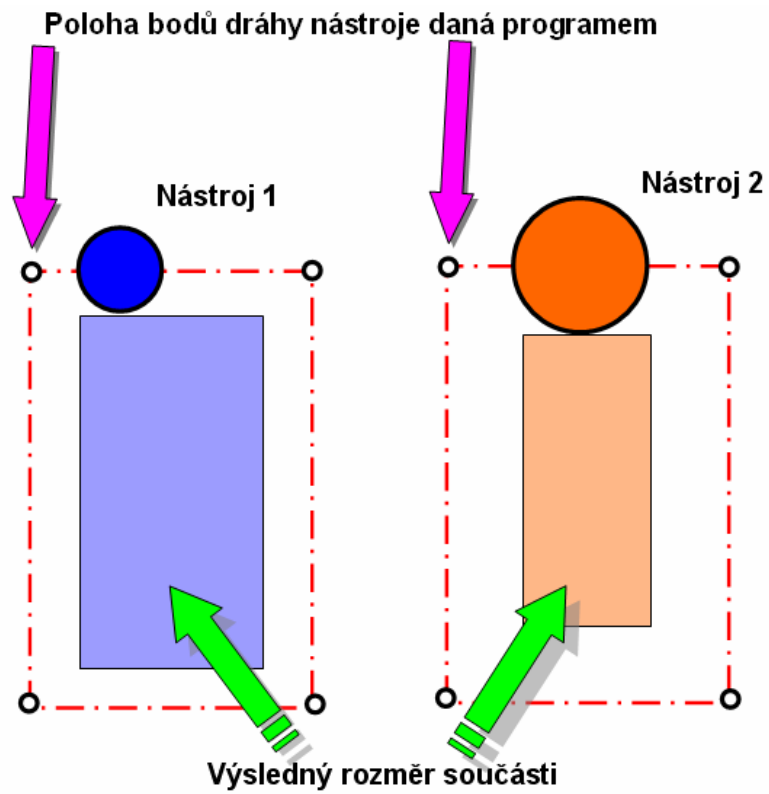 Poloha bodů dráhy nástroje daná programem
Nástroj 1
Nástroj 2
Výsledný rozměr součásti